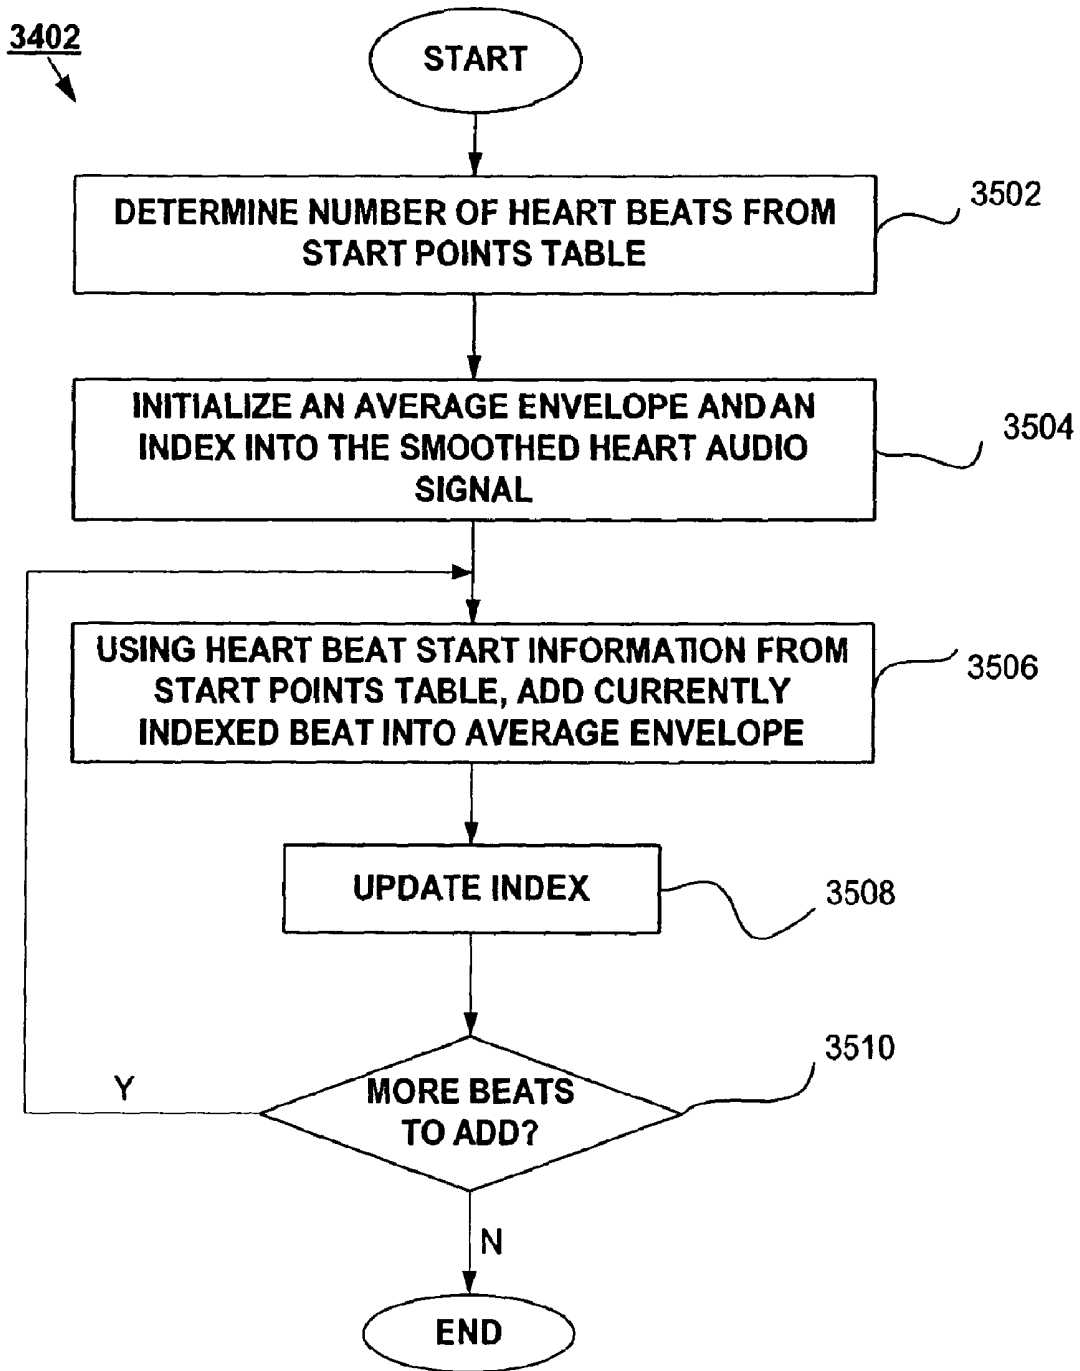 3402
START
DETERMINE NUMBER OF HEART BEATS FROM
START POINTS TABLE
3502
INITIALIZE AN AVERAGE ENVELOPE AND AN
INDEX INTO THE SMOOTHED HEART AUDIO
SIGNAL
3504
USING HEART BEAT START INFORMATION FROM
START POINTS TABLE, ADD CURRENTLY
INDEXED BEAT INTO AVERAGE ENVELOPE
3506
UPDATE INDEX
3508
MORE BEATS
TO ADD?
3510
Y
N
END